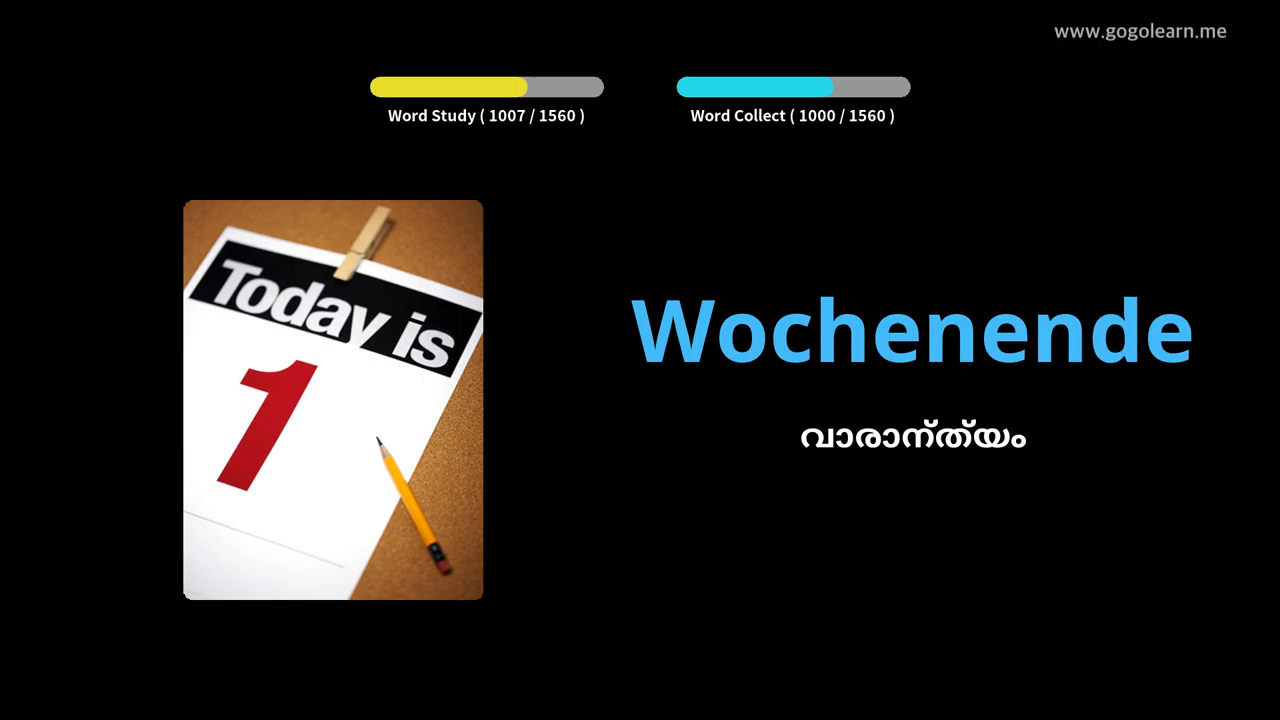 www.gogolearn.me
Word Study ( 1007 / 1560 )
Word Collect ( 1000 / 1560 )
Today is
1
Wochenende
വാരാന്ത്യം